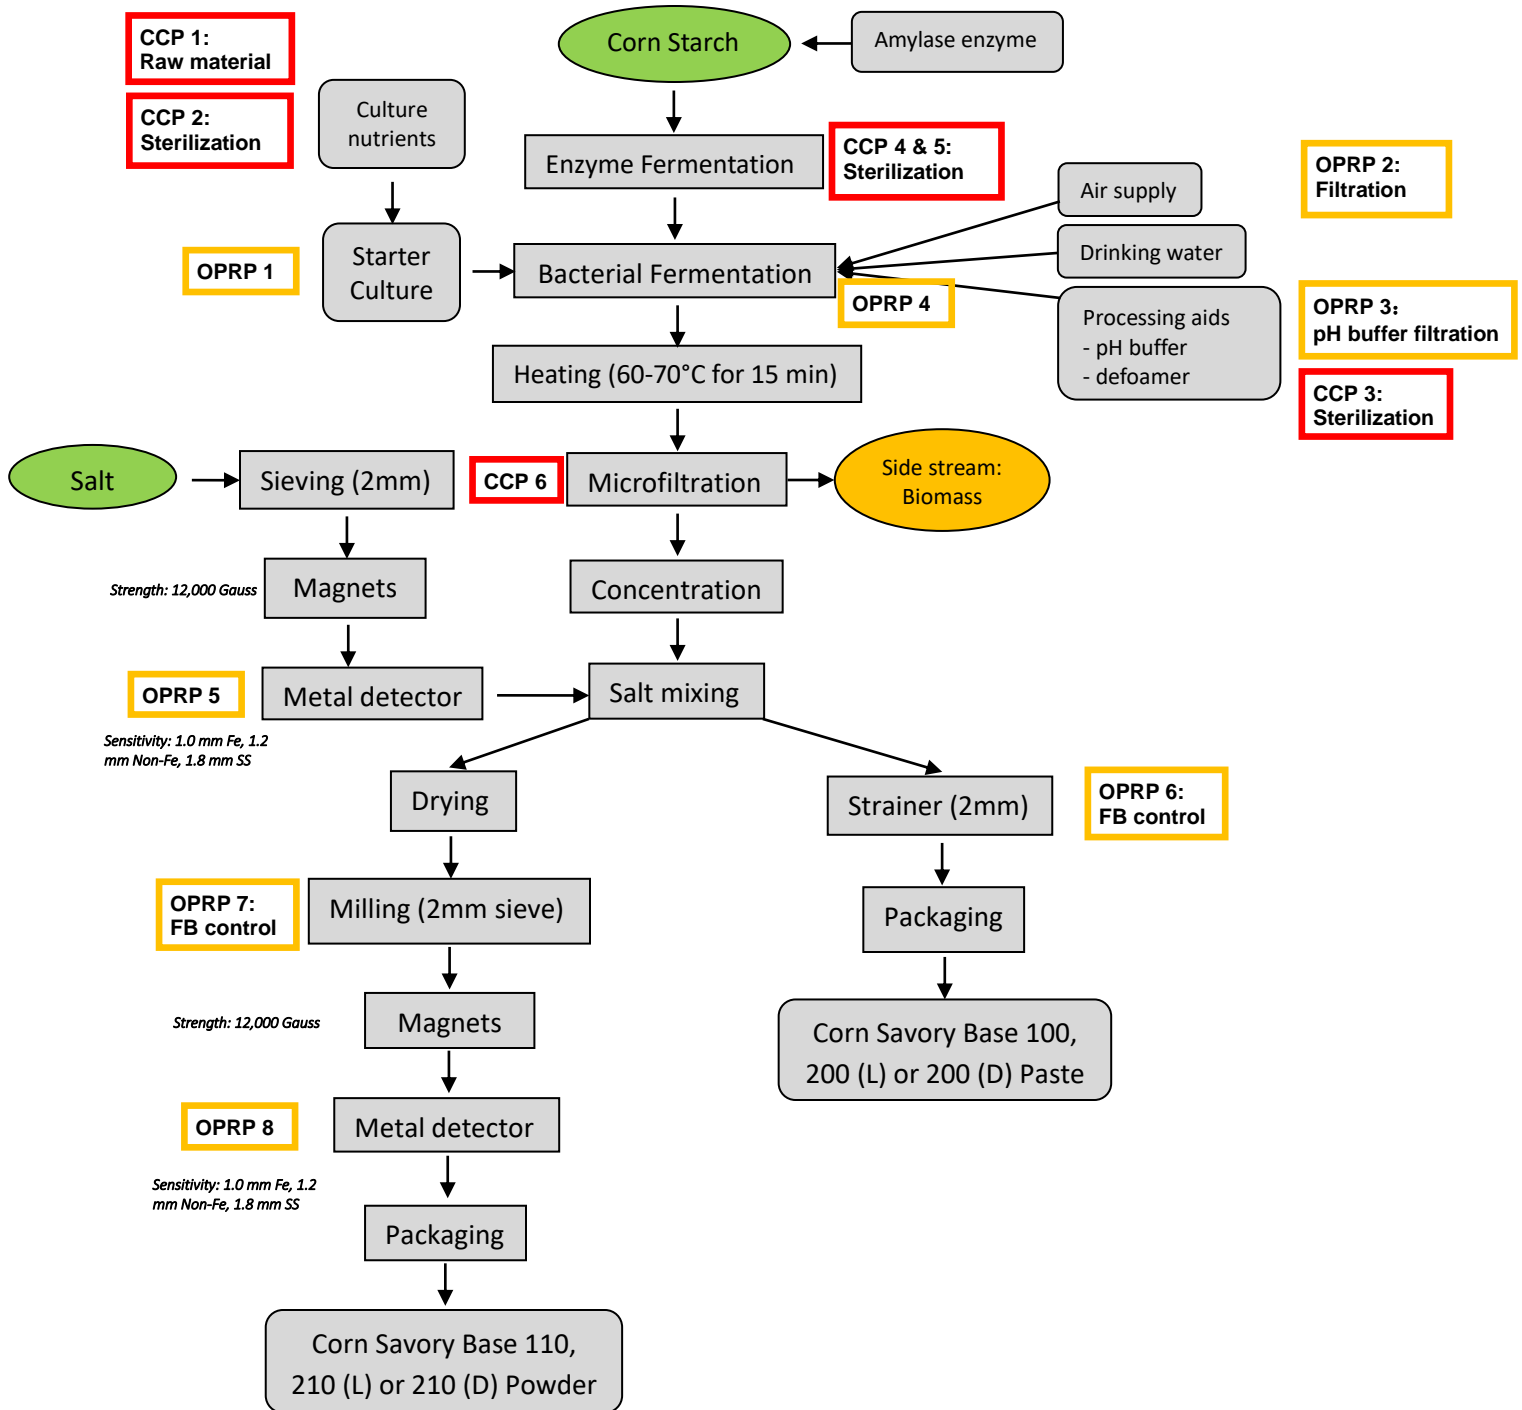 CCP 1:
Raw material
Corn Starch
Amylase enzyme
CCP 2:
Sterilization
Culture
nutrients
Enzyme Fermentation
CCP 4 & 5:
Sterilization
Air supply
OPRP 2:
Filtration
OPRP 1
Starter
Culture
Bacterial Fermentation
Drinking water
OPRP 4
Processing aids
- pH buffer
- defoamer
OPRP 3:
pH buffer filtration
CCP 3:
Sterilization
Heating (60-70°C for 15 min)
Salt
Sieving (2mm)
CCP 6
Microfiltration
Side stream:
Biomass
Strength: 12,000 Gauss
Magnets
Concentration
OPRP 5
Metal detector
Salt mixing
Sensitivity: 1.0 mm Fe, 1.2
mm Non-Fe, 1.8 mm SS
Drying
Strainer (2mm)
OPRP 6:
FB control
OPRP 7:
FB control
Milling (2mm sieve)
Packaging
Strength: 12,000 Gauss
Magnets
Corn Savory Base 100,
200 (L) or 200 (D) Paste
OPRP 8
Metal detector
Sensitivity: 1.0 mm Fe, 1.2
mm Non-Fe, 1.8 mm SS
Packaging
Corn Savory Base 110,
210 (L) or 210 (D) Powder